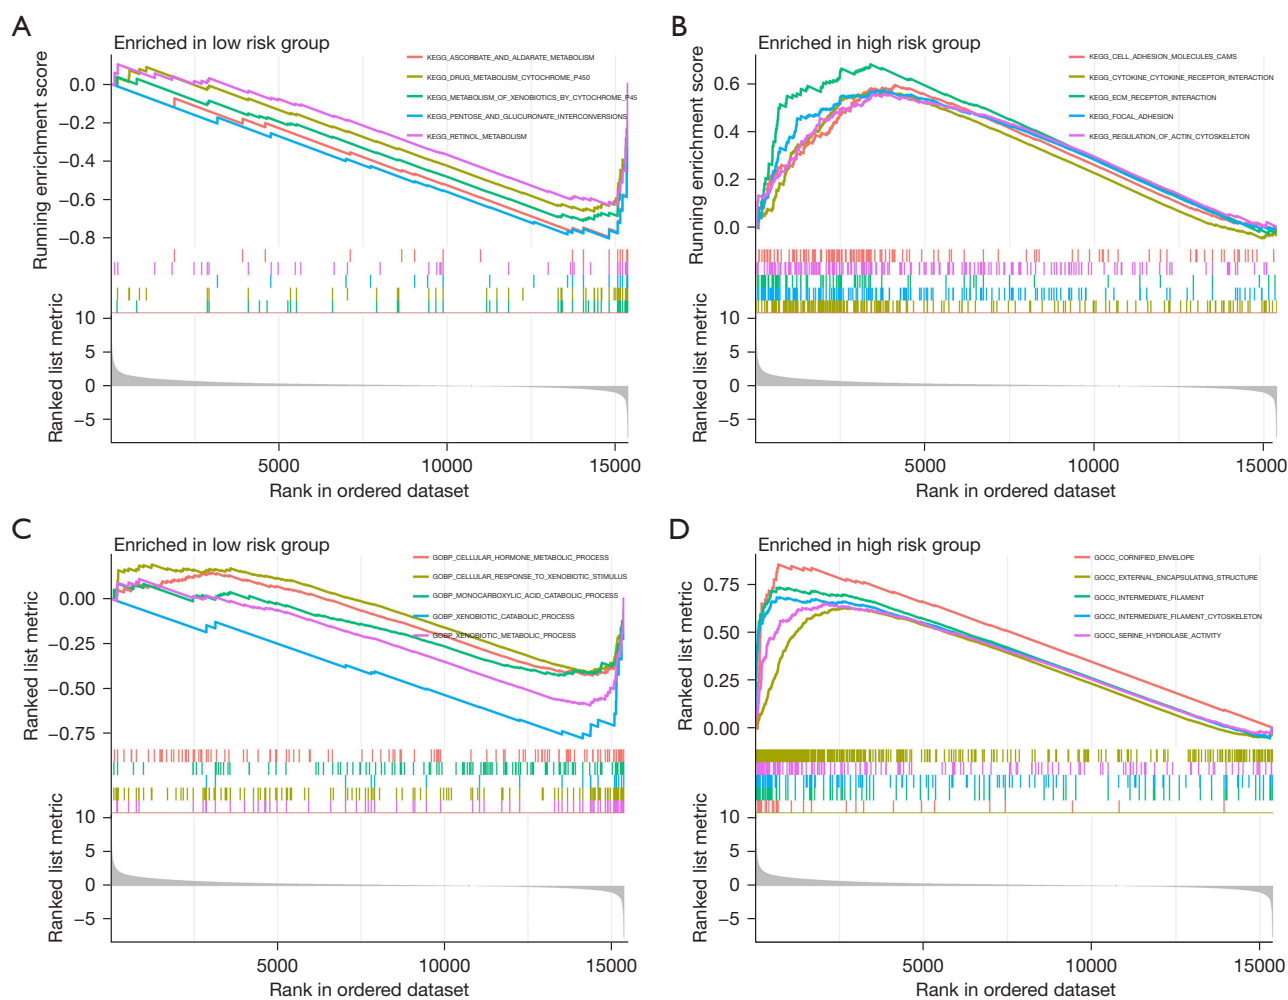 A
Enriched in low risk group
Running enrichment score
0.0
−0.2
−0.4
−0.6
−0.8
KEGG_ASCORBATE_AND_ALDARATE_METABOLISM
KEGG_DRUG_METABOLISM_CYTOCHROME_P450
KEGG_METABOLISM_OF_XENOBIOTICS_BY_CYTOCHROME_P45
KEGG_PENTOSE_AND_GLUCURONATE_INTERCONVERSIONS
KEGG_RETINOL_METABOLISM
Ranked list metric
10
5
0
−5
5000
10000
15000
Rank in ordered dataset
B
Enriched in high risk group
Running enrichment score
0.6
0.4
0.2
0.0
KEGG_CELL_ADHESION_MOLECULES_CAMS
KEGG_CYTOKINE_CYTOKINE_RECEPTOR_INTERACTION
KEGG_ECM_RECEPTOR_INTERACTION
KEGG_FOCAL_ADHESION
KEGG_REGULATION_OF_ACTIN_CYTOSKELETON
Ranked list metric
10
5
0
−5
5000
10000
15000
Rank in ordered dataset
C
Enriched in low risk group
Ranked list metric
0.00
−0.25
−0.50
−0.75
GOBP_CELLULAR_HORMONE_METABOLIC_PROCESS
GOBP_CELLULAR_RESPONSE_TO_XENOBIOTIC_STIMULUS
GOBP_MONOCARBOXYLIC_ACID_CATABOLIC_PROCESS
GOBP_XENOBIOTIC_CATABOLIC_PROCESS
GOBP_XENOBIOTIC_METABOLIC_PROCESS
Ranked list metric
10
5
0
−5
5000
10000
15000
Rank in ordered dataset
D
Enriched in high risk group
Ranked list metric
0.75
0.50
0.25
0.00
GOCC_CORNIFIED_ENVELOPE
GOCC_EXTERNAL_ENCAPSULATING_STRUCTURE
GOCC_INTERMEDIATE_FILAMENT
GOCC_INTERMEDIATE_FILAMENT_CYTOSKELETON
GOCC_SERINE_HYDROLASE_ACTIVITY
Ranked list metric
10
5
0
−5
5000
10000
15000
Rank in ordered dataset